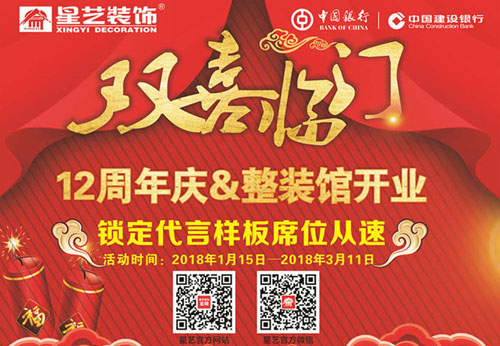 星艺装饰®
XINGYI DECORATION
中国银行
BANK OF CHINA
中国建设银行
China Construction Bank
双喜临门
12周年庆&整装馆开业
锁定代言样板席位从速
活动时间：2018年1月15日—2018年3月11日
福
星艺官方网站
星艺官方微信